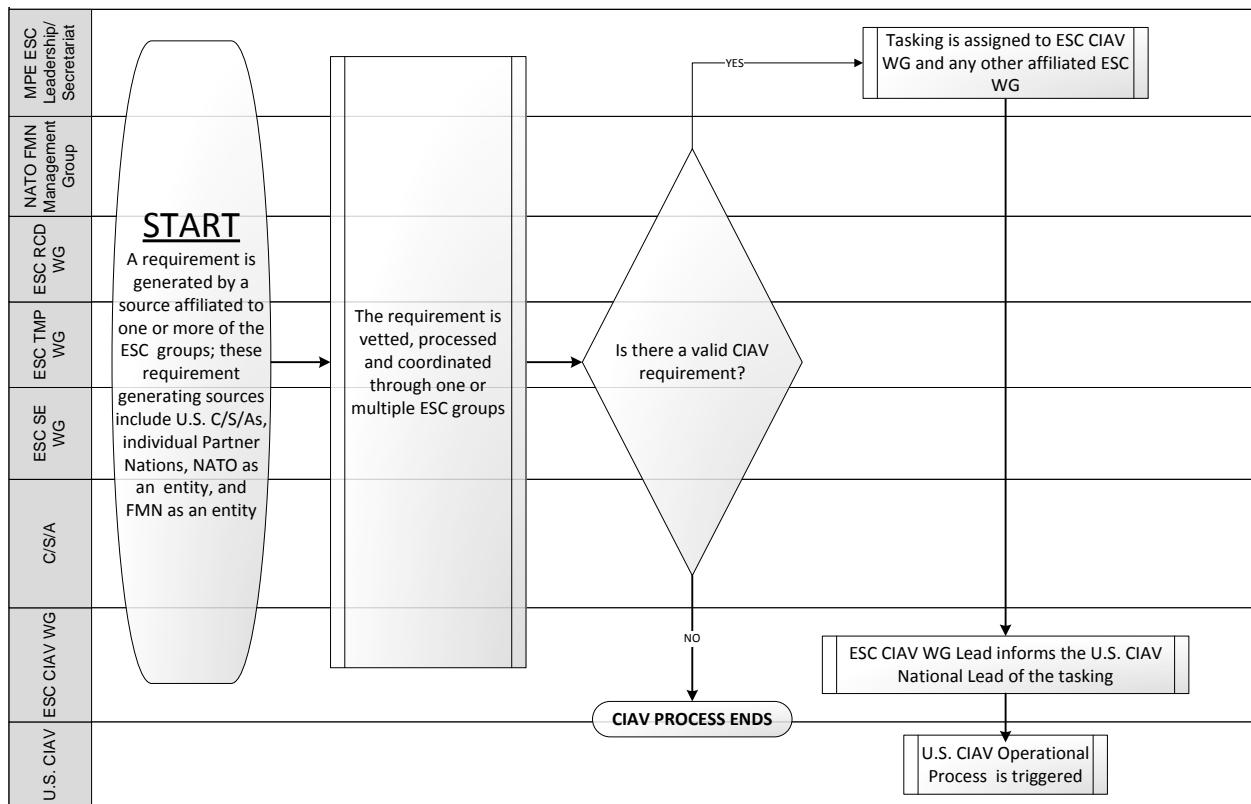 MPE ESC
Leadership/
Secretariat
NATO FMN
Management
Group
ESC RCD
WG
ESC TMP
WG
ESC SE
WG
C/S/A
ESC CIAV WG
U.S. CIAV
START
A requirement is
generated by a
source affiliated to
one or more of the
ESC groups; these
requirement
generating sources
include U.S. C/S/As,
individual Partner
Nations, NATO as
an entity, and
FMN as an entity
The requirement is
vetted, processed
and coordinated
through one or
multiple ESC groups
Is there a valid CIAV
requirement?
YES
Tasking is assigned to ESC CIAV
WG and any other affiliated ESC
WG
NO
CIAV PROCESS ENDS
ESC CIAV WG Lead informs the U.S. CIAV
National Lead of the tasking
U.S. CIAV Operational
Process is triggered